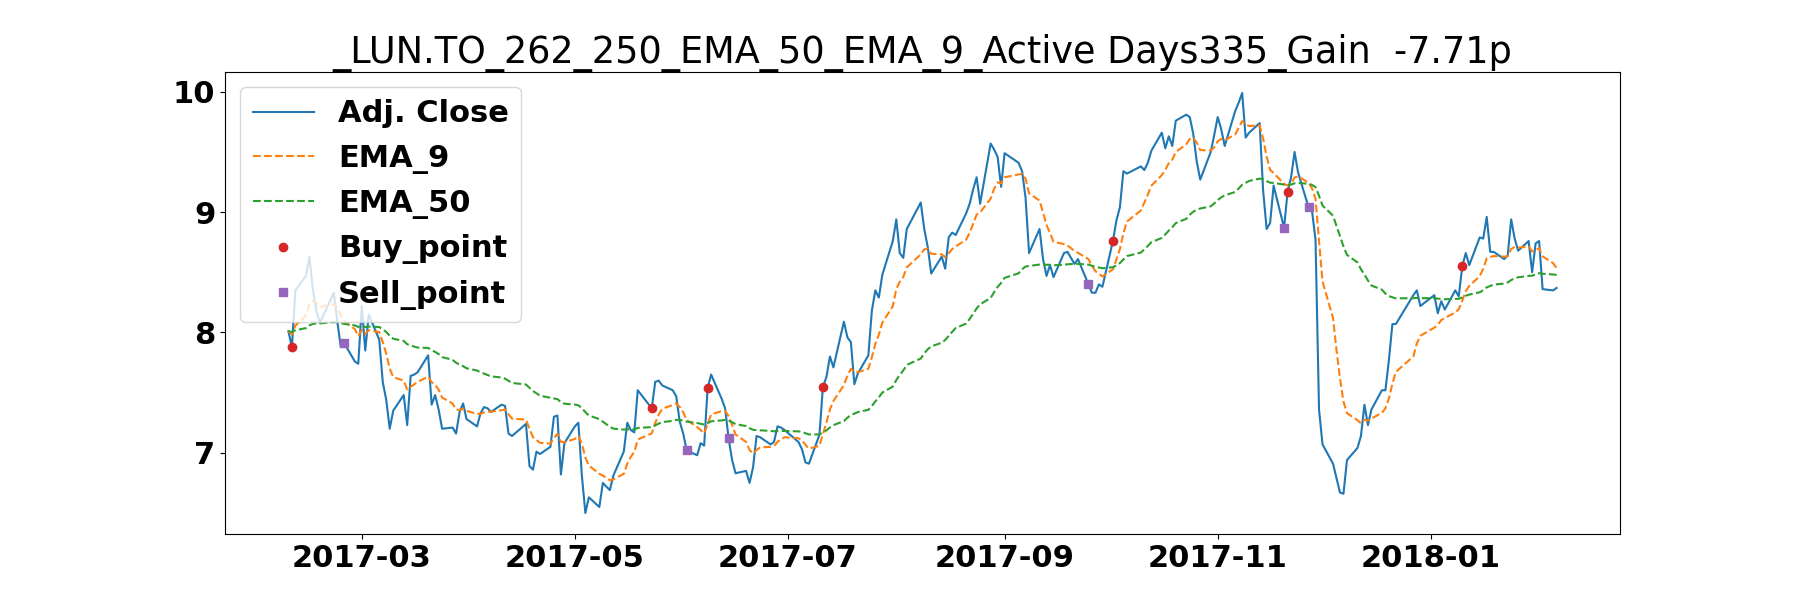 _LUN.TO_262_250_EMA_50_EMA_9_Active Days335_Gain  -7.71p
10
9
8
7
Adj. Close
EMA_9
EMA_50
Buy_point
Sell_point
2017-03 2017-05 2017-07 2017-09 2017-11 2018-01